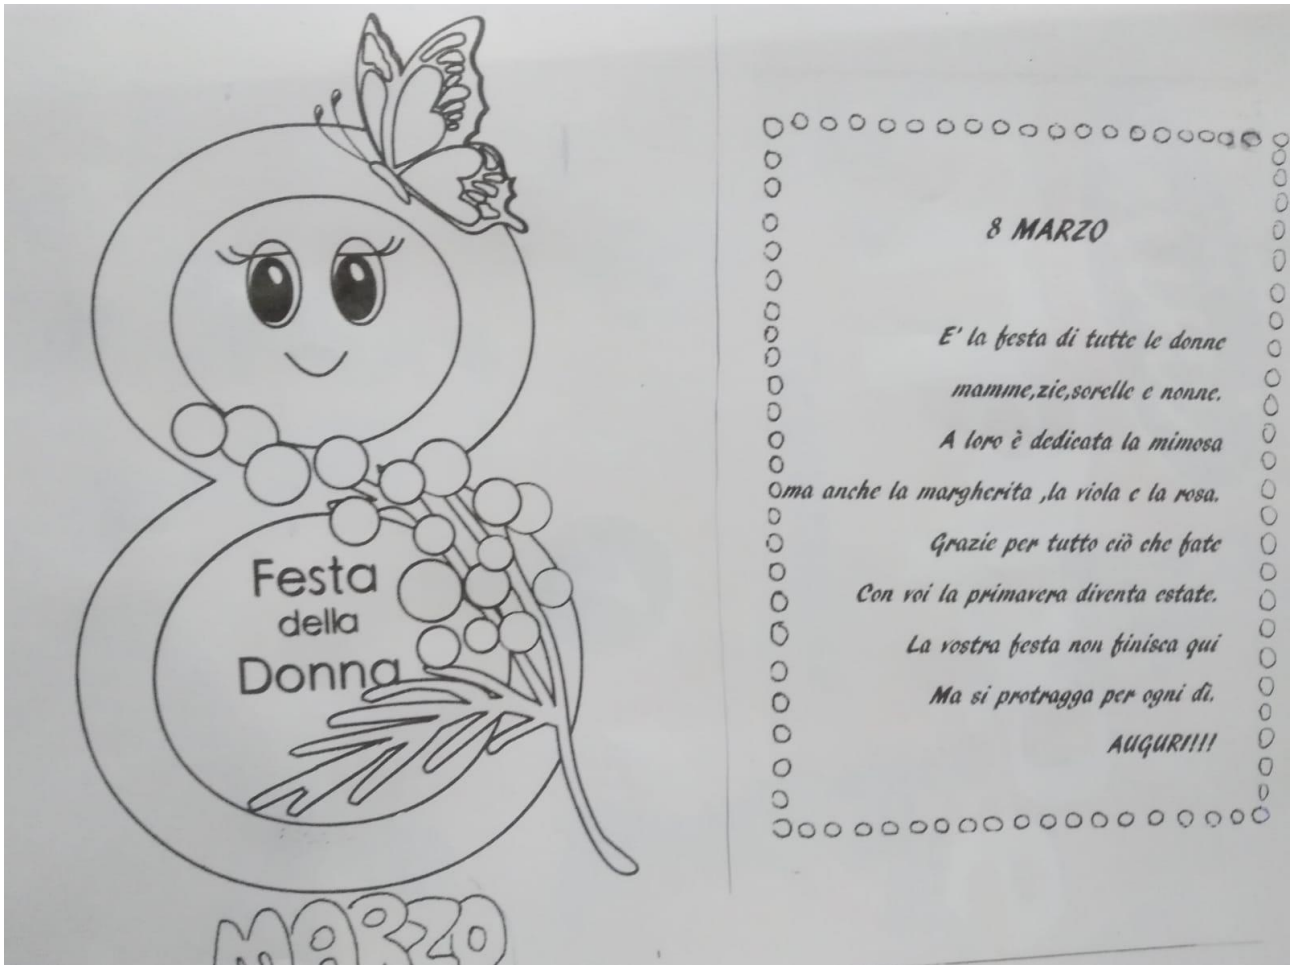 Festa
della
Donna
MARZO
8 MARZO
E' la festa di tutte le donne
mamme,zie,sorelle e nonne.
A loro è dedicata la mimosa
ma anche la margherita ,la viola e la rosa.
Grazie per tutto ciò che fate
Con voi la primavera diventa estate.
La vostra festa non finisca qui
Ma si protragga per ogni dì.
AUGURI!!!